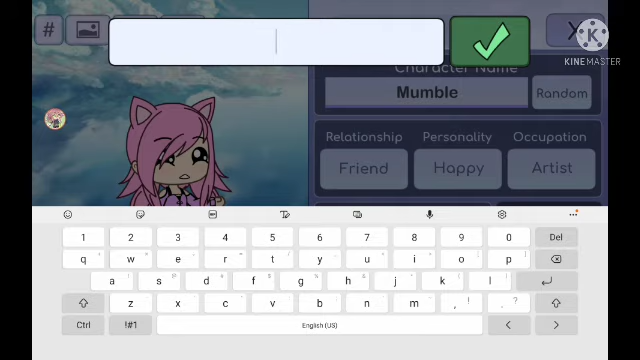 #
X
K
KINEMASTER
Character Name
Mumble
Random
Relationship
Personality
Occupation
Friend
Happy
Artist
1 2 3 4 5 6 7 8 9 0 Del
q w e r t y u i o p
a s d f g h j k l
z x c v b n m , ! . ?
Ctrl !#1 English (US) < >